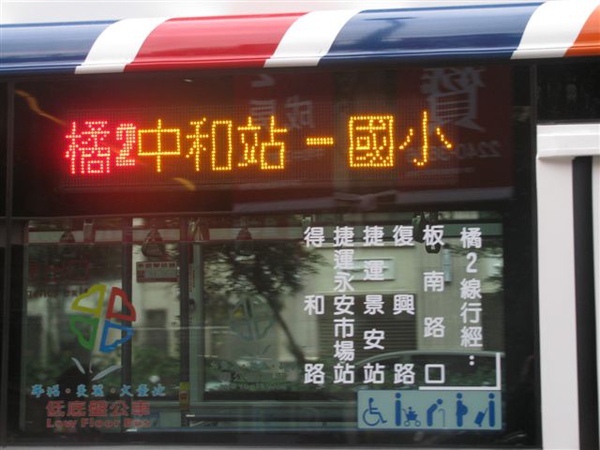 橘2中和站－國小
橘2線行經：
板南路口
復興路
捷運景安站
捷運永安市場站
得和路
低底盤公車
Low Floor Bus